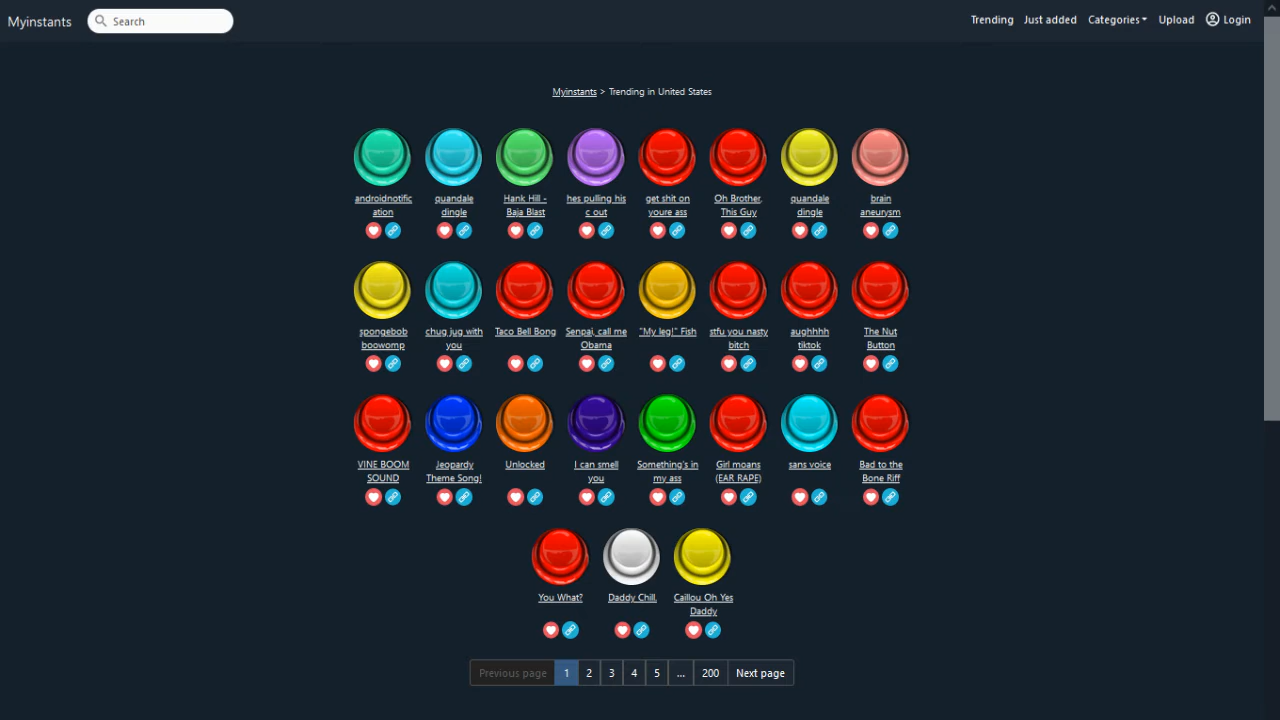 Myinstants Search Trending Just added Categories Upload Login
Myinstants > Trending in United States
androidnotific
ation
quandale
dingle
Hank Hill -
Baja Blast
hes pulling his
c out
get shit on
youre ass
Oh Brother,
This Guy
quandale
dingle
brain
aneurysm
spongebob
boowomp
chug jug with
you
Taco Bell Bong
Senpai, call me
Obama
"My leg!" Fish
stfu you nasty
bitch
aughhhh
tiktok
The Nut
Button
VINE BOOM
SOUND
Jeopardy
Theme Song!
Unlocked
I can smell
you
Something's in
my ass
Girl moans
(EAR RAPE)
sans voice
Bad to the
Bone Riff
You What?
Daddy Chill.
Caillou Oh Yes
Daddy
Previous page 1 2 3 4 5 ... 200 Next page